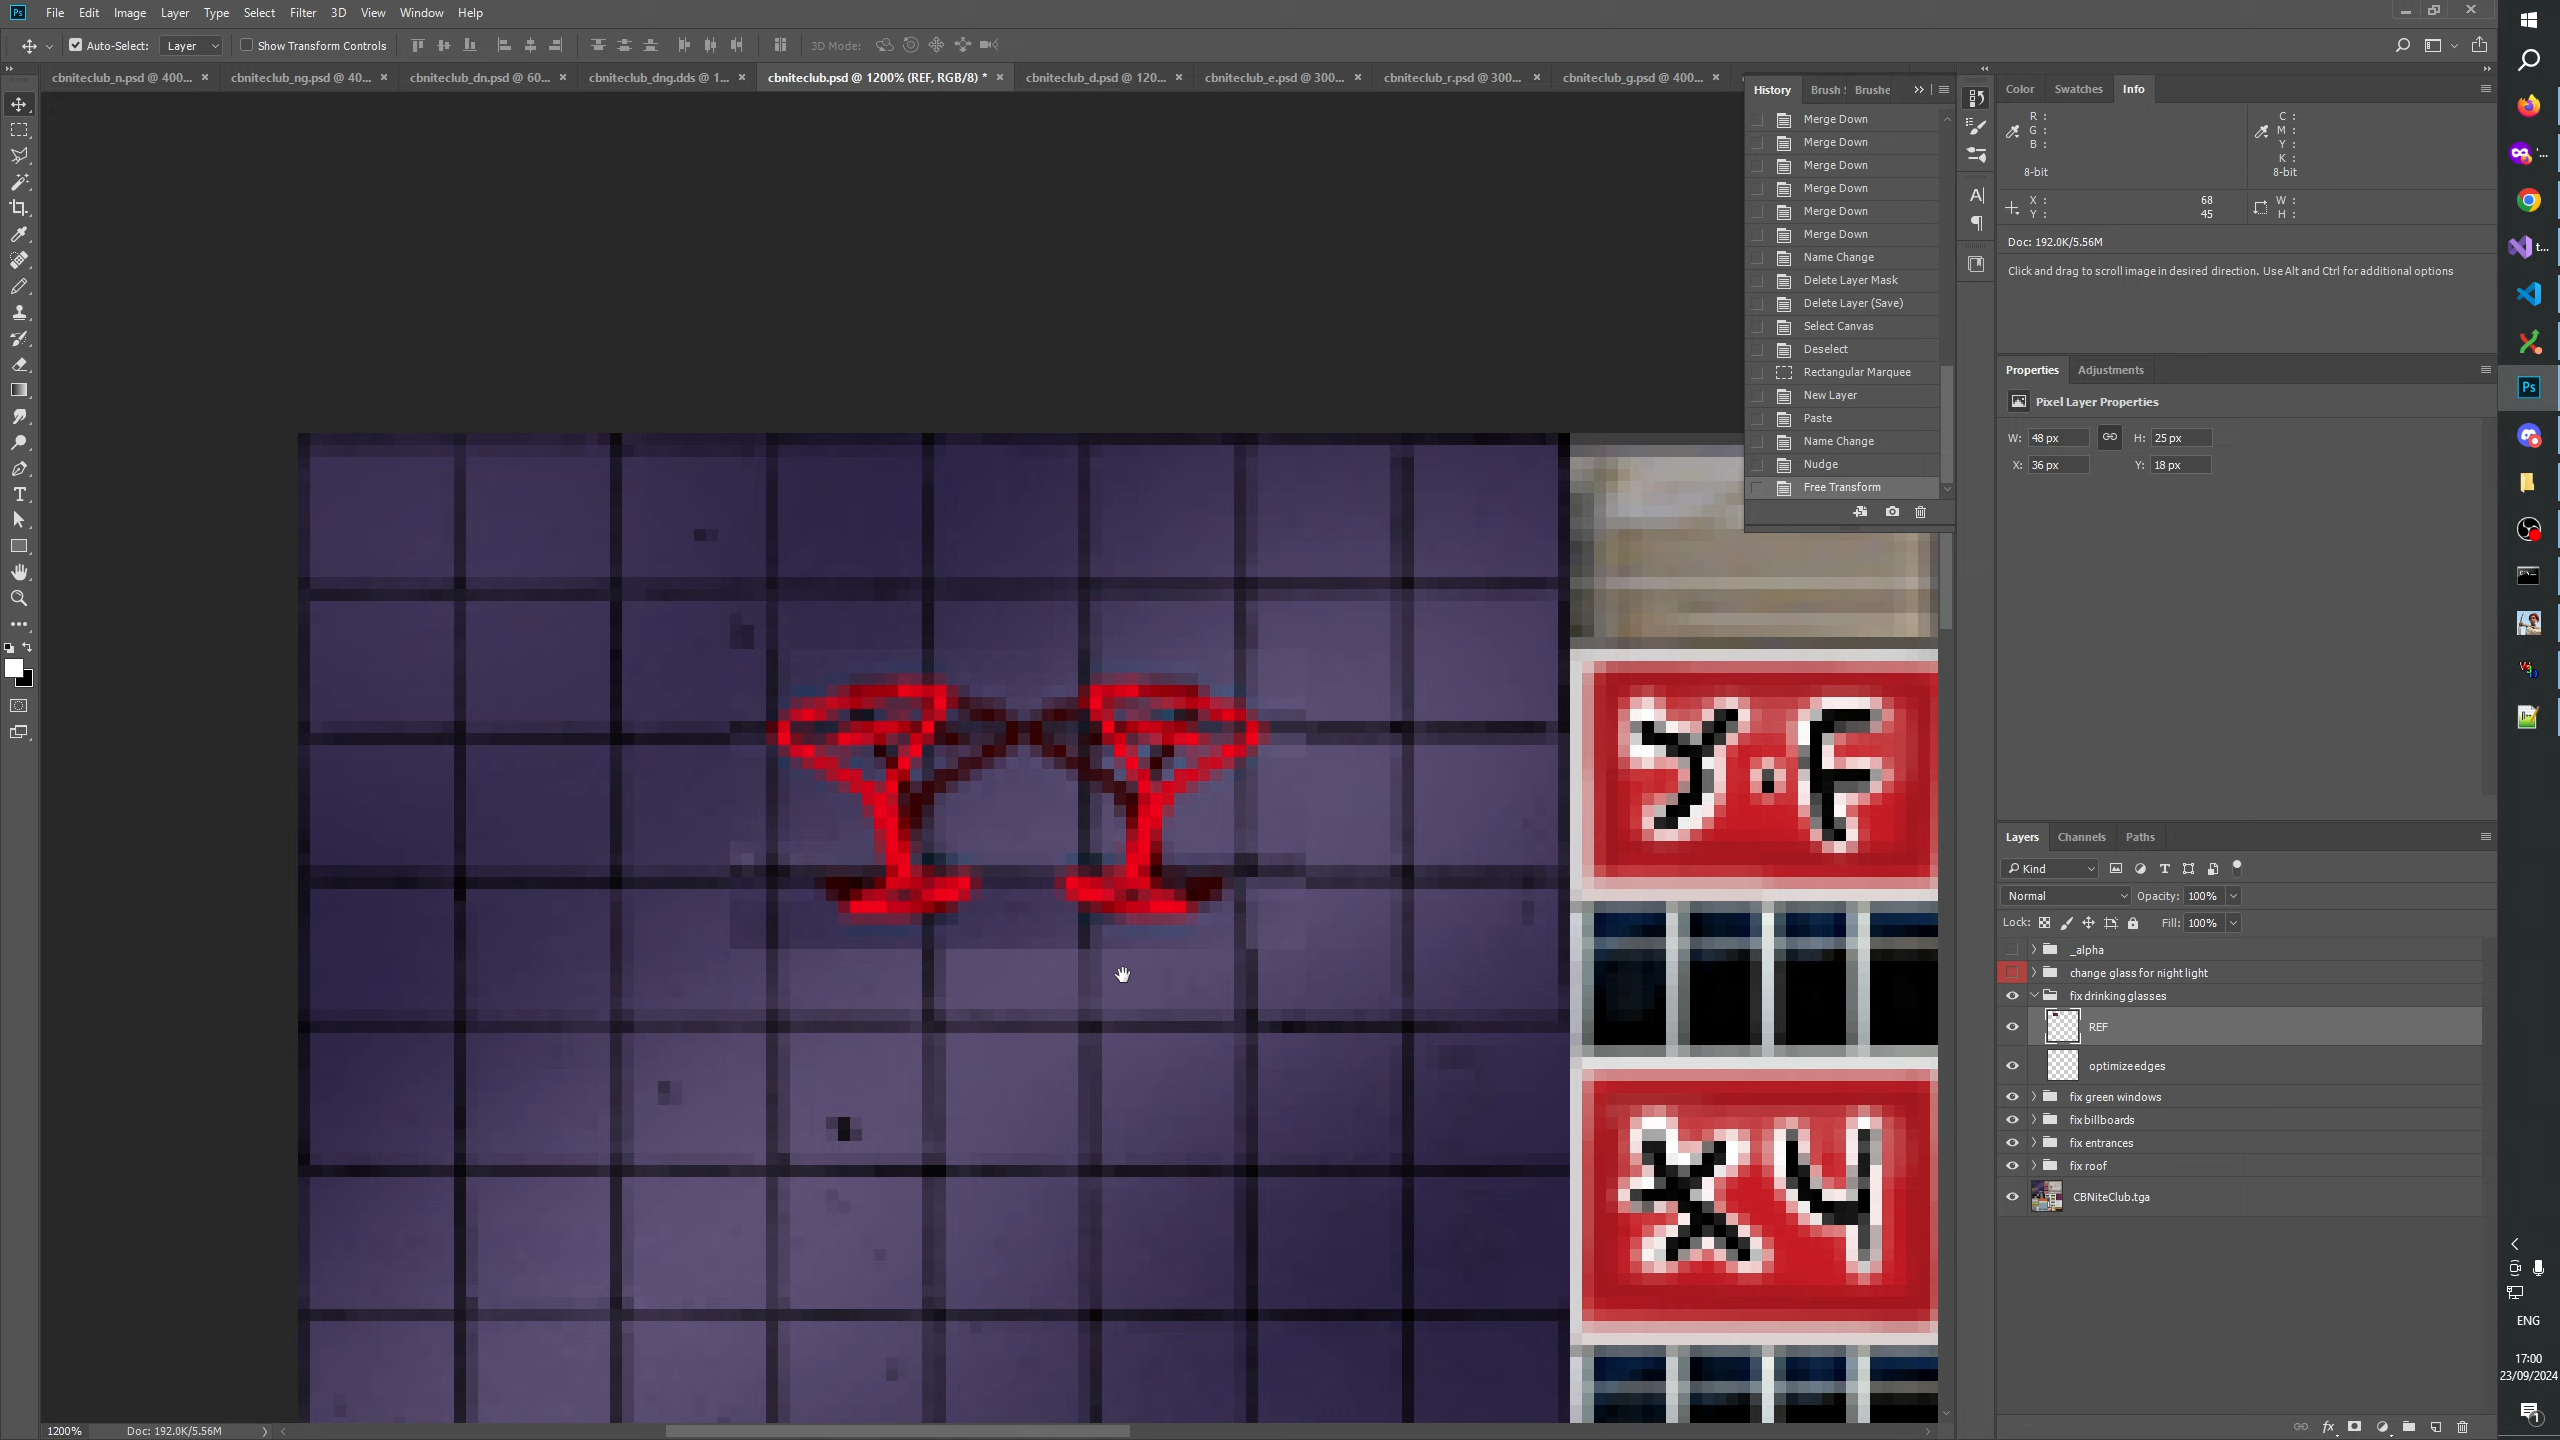 Ps File Edit Image Layer Type Select Filter 3D View Window Help
Auto-Select: Layer Show Transform Controls 3D Mode:
cbniteclub_n.psd @ 400... × cbniteclub_ng.psd @ 40... × cbniteclub_dn.psd @ 60... × cbniteclub_dng.dds @ 1... × cbniteclub.psd @ 1200% (REF, RGB/8) * × cbniteclub_d.psd @ 120... × cbniteclub_e.psd @ 300... × cbniteclub_r.psd @ 300... × cbniteclub_g.psd @ 400... ×
History Brush Brushe
Merge Down
Merge Down
Merge Down
Merge Down
Merge Down
Merge Down
Name Change
Delete Layer Mask
Delete Layer (Save)
Select Canvas
Deselect
Rectangular Marquee
New Layer
Paste
Name Change
Nudge
Free Transform
Color Swatches Info
R : C :
G : M :
B : Y :
K :
8-bit 8-bit
X : 68 W :
Y : 45 H :
Doc: 192.0K/5.56M
Click and drag to scroll image in desired direction. Use Alt and Ctrl for additional options
Properties Adjustments
Pixel Layer Properties
W: 48 px H: 25 px
X: 36 px Y: 18 px
Layers Channels Paths
Kind
Normal Opacity: 100%
Lock: Fill: 100%
_alpha
change glass for night light
fix drinking glasses
REF
optimize edges
fix green windows
fix billboards
fix entrances
fix roof
CBNiteClub.tga
1200% Doc: 192.0K/5.56M
Ps
ENG
17:00
23/09/2024
1